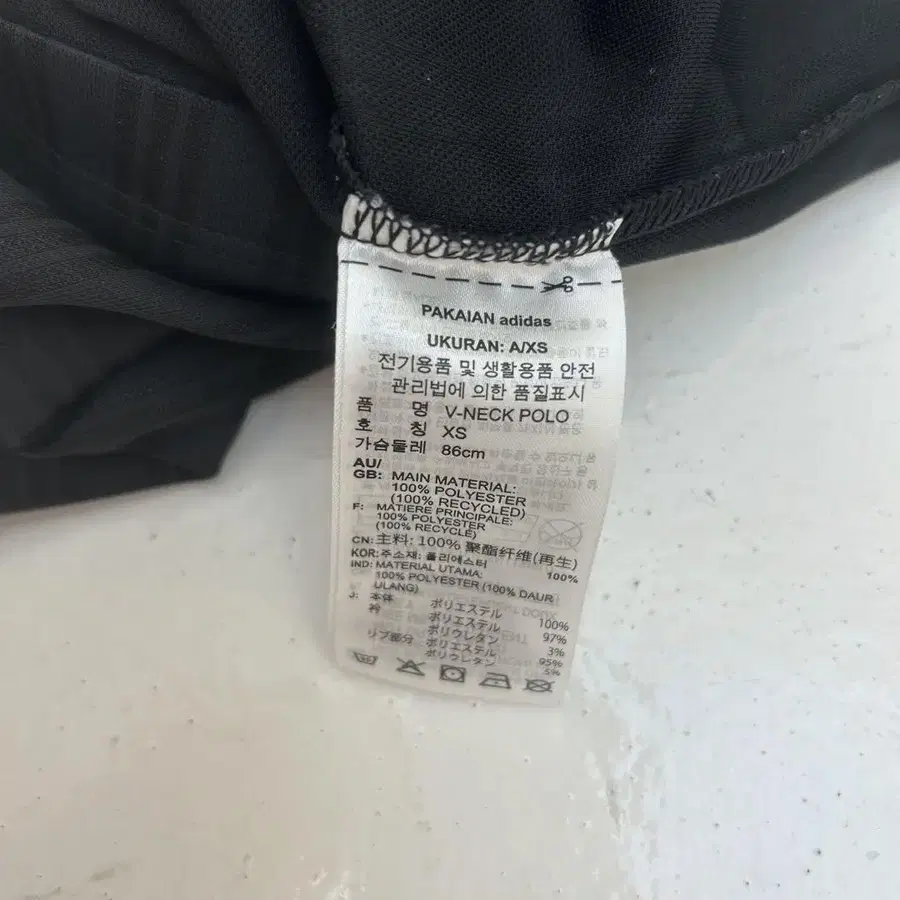 PAKAIAN adidas
UKURAN: A/XS
전기용품 및 생활용품 안전
관리법에 의한 품질표시
품 명 V-NECK POLO
호 칭 XS
가슴둘레 86cm
AU/
GB: MAIN MATERIAL:
100% POLYESTER
(100% RECYCLED)
F: MATIERE PRINCIPALE:
100% POLYESTER
(100% RECYCLÉ)
CN: 主料: 100% 聚酯纤维(再生)
KOR: 주소재: 폴리에스터 100%
IND: MATERIAL UTAMA:
100% POLYESTER (100% DAUR
ULANG)
J: 本体 ポリエステル 100%
衿 ポリエステル 97%
ポリウレタン 3%
リブ部分 ポリエステル 95%
ポリウレタン 5%